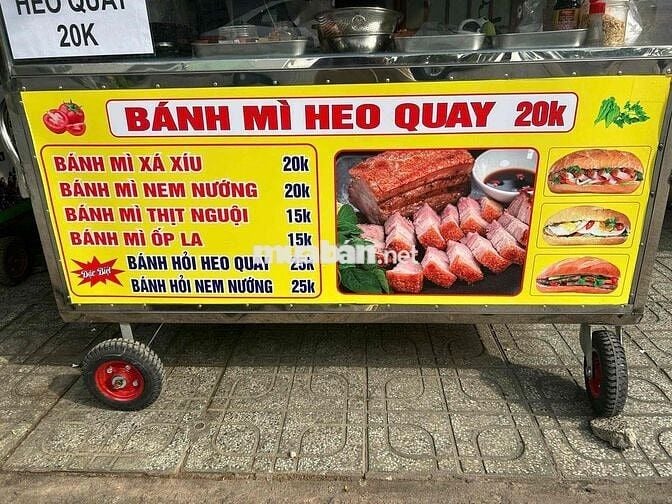 HEO QUAY
20K
BÁNH MÌ HEO QUAY 20k
BÁNH MÌ XÁ XÍU 20k
BÁNH MÌ NEM NƯỚNG 20k
BÁNH MÌ THỊT NGUỘI 15k
BÁNH MÌ ỐP LA 15k
Đặc Biệt
BÁNH HỎI HEO QUAY 25k
BÁNH HỎI NEM NƯỚNG 25k
muaban.net
muaban.net